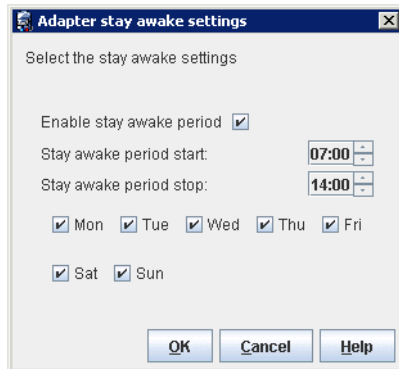 Adapter stay awake settings
Select the stay awake settings
Enable stay awake period
Stay awake period start: 07:00
Stay awake period stop: 14:00
Mon Tue Wed Thu Fri
Sat Sun
OK Cancel Help